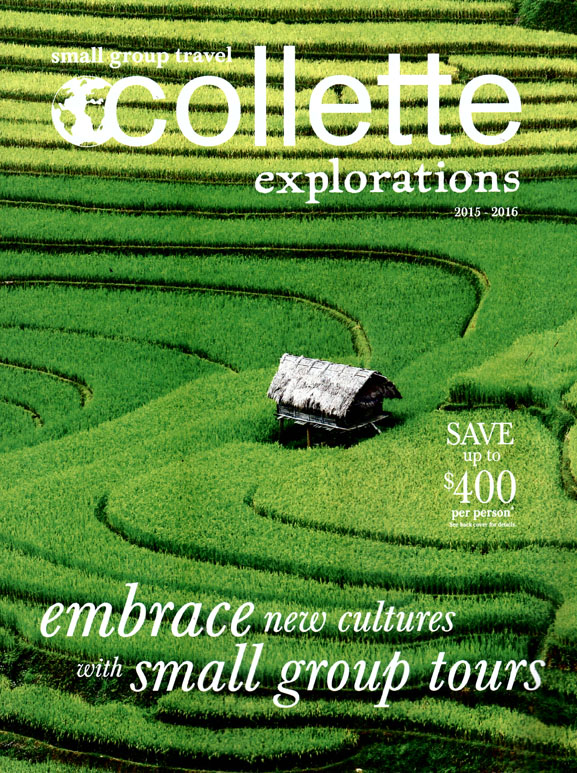 small group travel
collette
explorations
2015 - 2016
SAVE
up to
$400
per person*
See back cover for details.
embrace new cultures
with small group tours